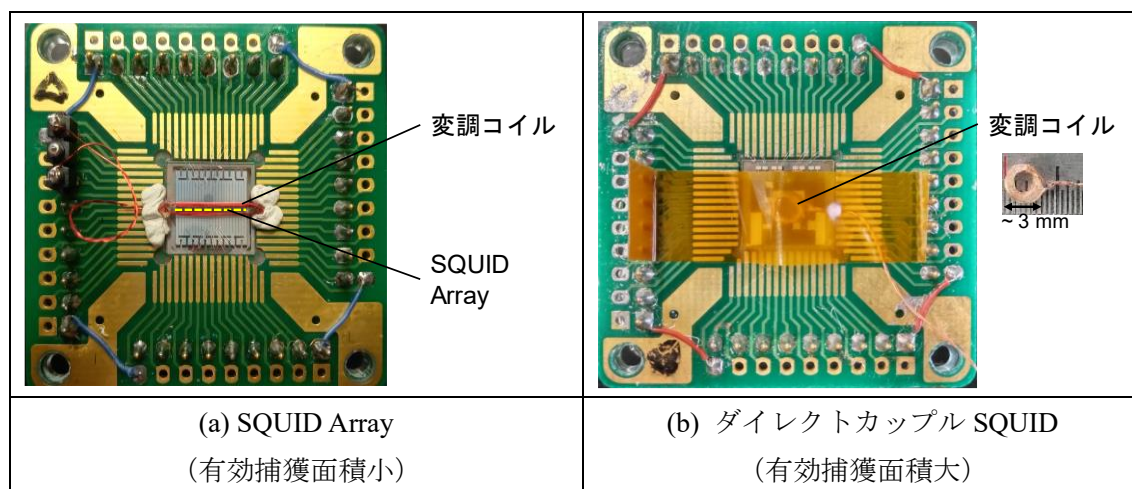 変調コイル
SQUID
Array
変調コイル
~ 3 mm
(a) SQUID Array
（有効捕獲面積小）
(b) ダイレクトカップル SQUID
（有効捕獲面積大）